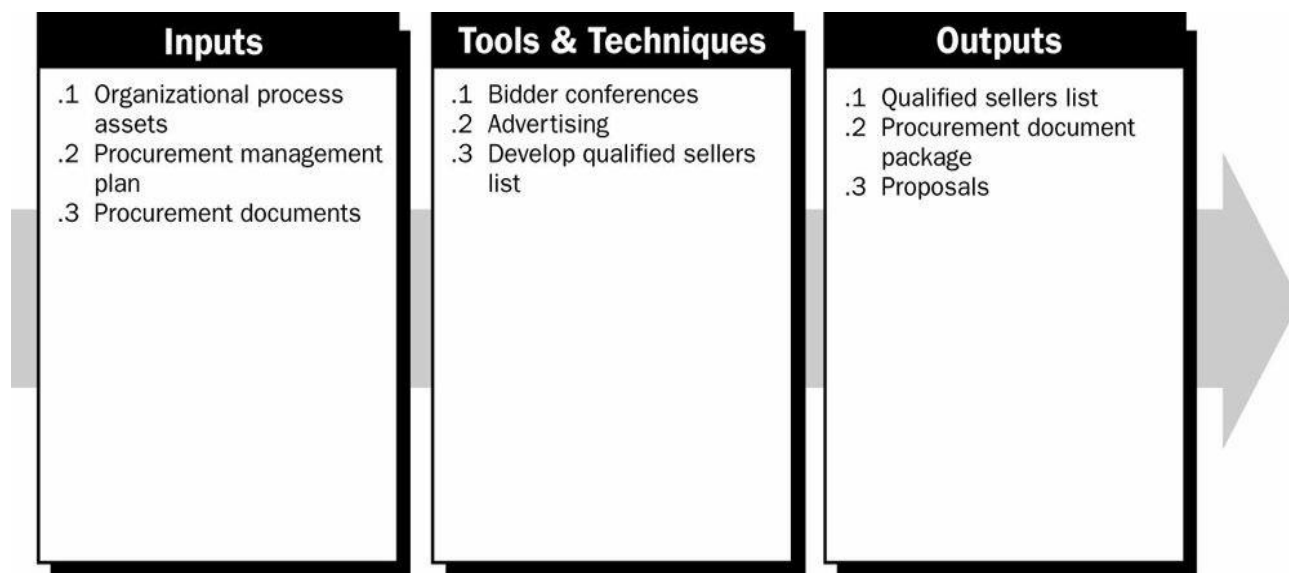 Inputs
.1 Organizational process
assets
.2 Procurement management
plan
.3 Procurement documents
Tools & Techniques
.1 Bidder conferences
.2 Advertising
.3 Develop qualified sellers
list
Outputs
.1 Qualified sellers list
.2 Procurement document
package
.3 Proposals